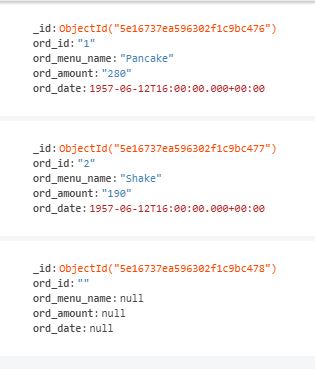 _id: ObjectId("5e16737ea596302f1c9bc476")
ord_id: "1"
ord_menu_name: "Pancake"
ord_amount: "280"
ord_date: 1957-06-12T16:00:00.000+00:00
_id: ObjectId("5e16737ea596302f1c9bc477")
ord_id: "2"
ord_menu_name: "Shake"
ord_amount: "190"
ord_date: 1957-06-12T16:00:00.000+00:00
_id: ObjectId("5e16737ea596302f1c9bc478")
ord_id: ""
ord_menu_name: null
ord_amount: null
ord_date: null